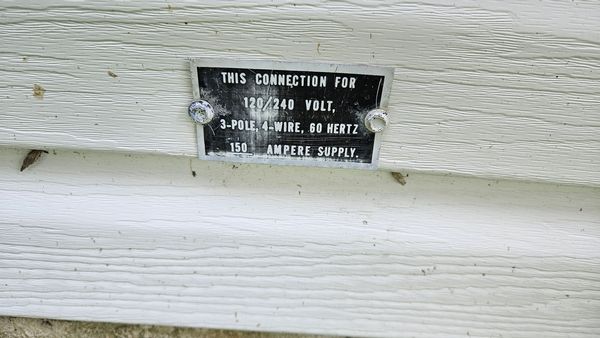 THIS CONNECTION FOR
120/240 VOLT,
3-POLE, 4-WIRE, 60 HERTZ
150 AMPERE SUPPLY.